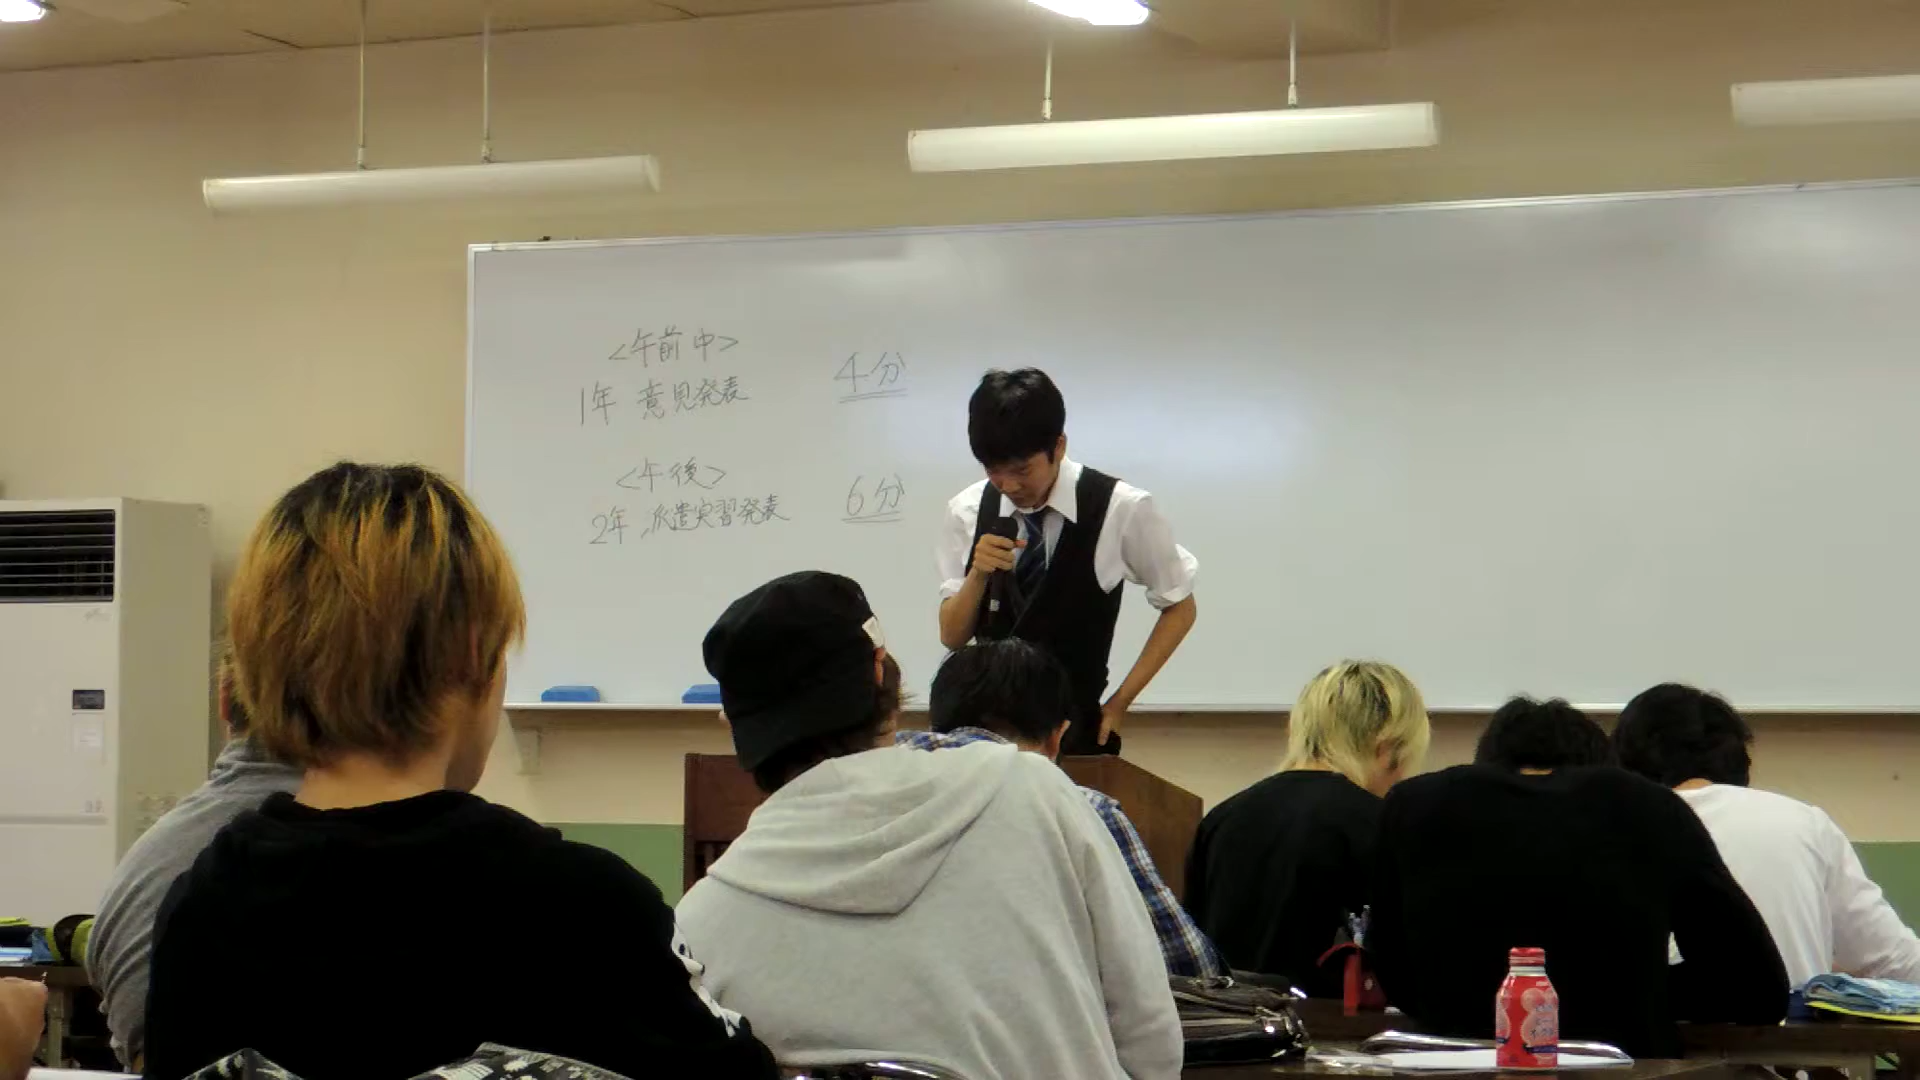 <午前中>
1年 意見発表 4分
<午後>
2年 派遣実習発表 6分